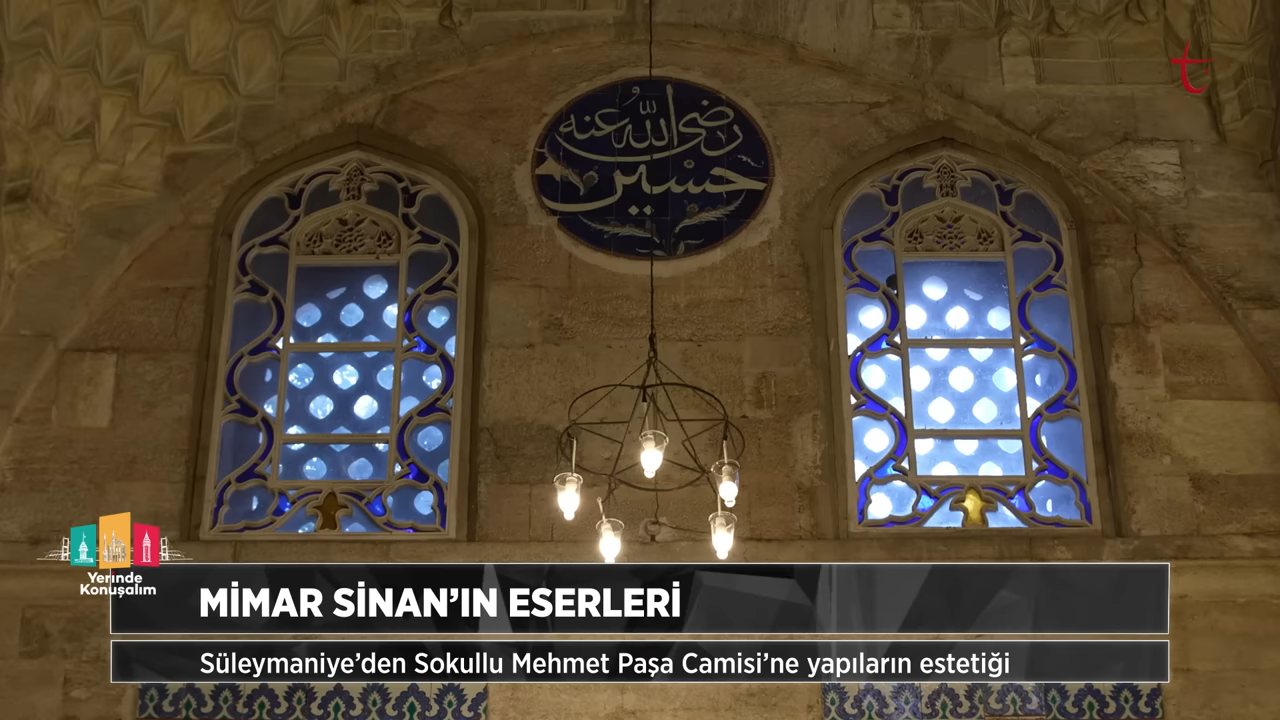 رضي الله عنه
حسين
Yerinde
Konuşalım
MİMAR SİNAN’IN ESERLERİ
Süleymaniye’den Sokullu Mehmet Paşa Camisi’ne yapıların estetiği